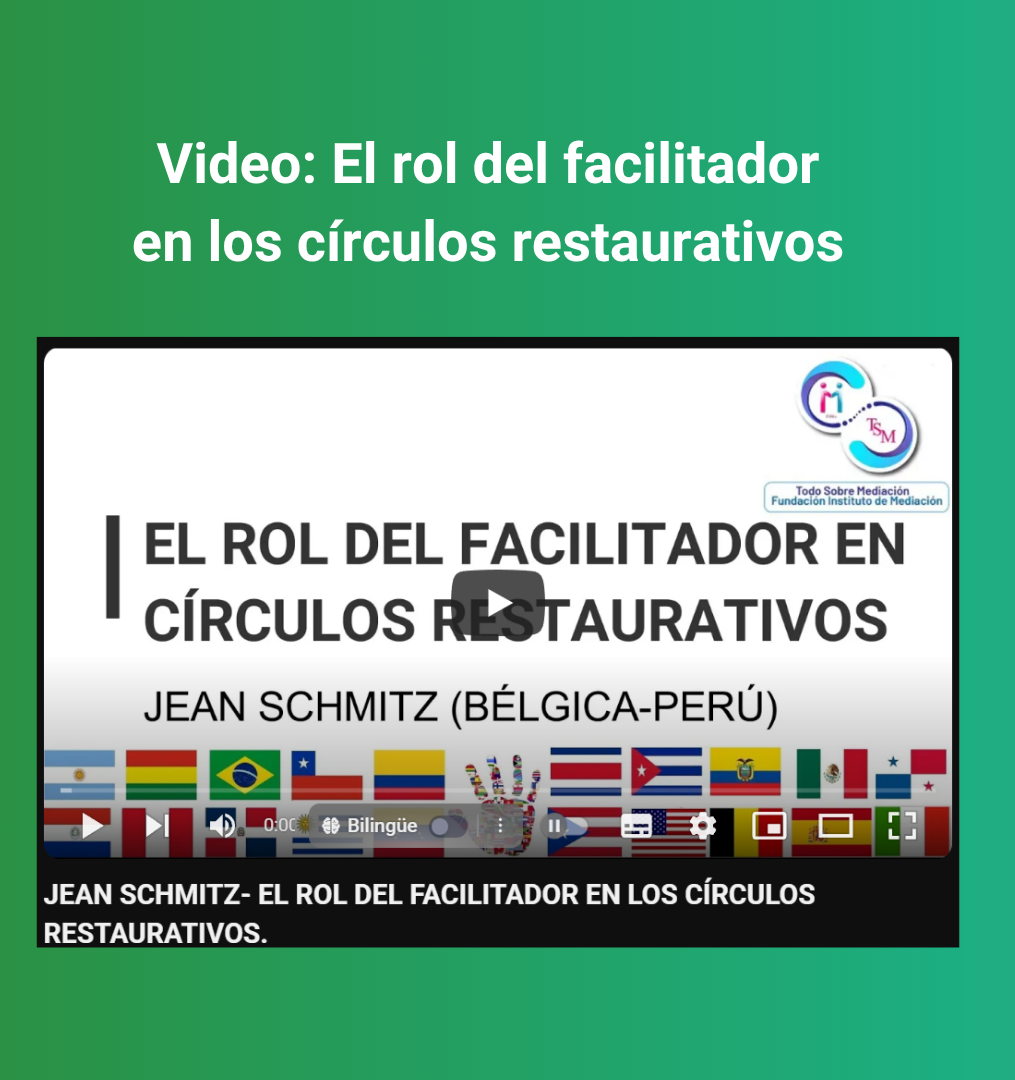 Video: El rol del facilitador
en los círculos restaurativos
TSM
Todo Sobre Mediación
Fundación Instituto de Mediación
EL ROL DEL FACILITADOR EN
CÍRCULOS RESTAURATIVOS
JEAN SCHMITZ (BÉLGICA-PERÚ)
Bilingüe
JEAN SCHMITZ- EL ROL DEL FACILITADOR EN LOS CÍRCULOS
RESTAURATIVOS.